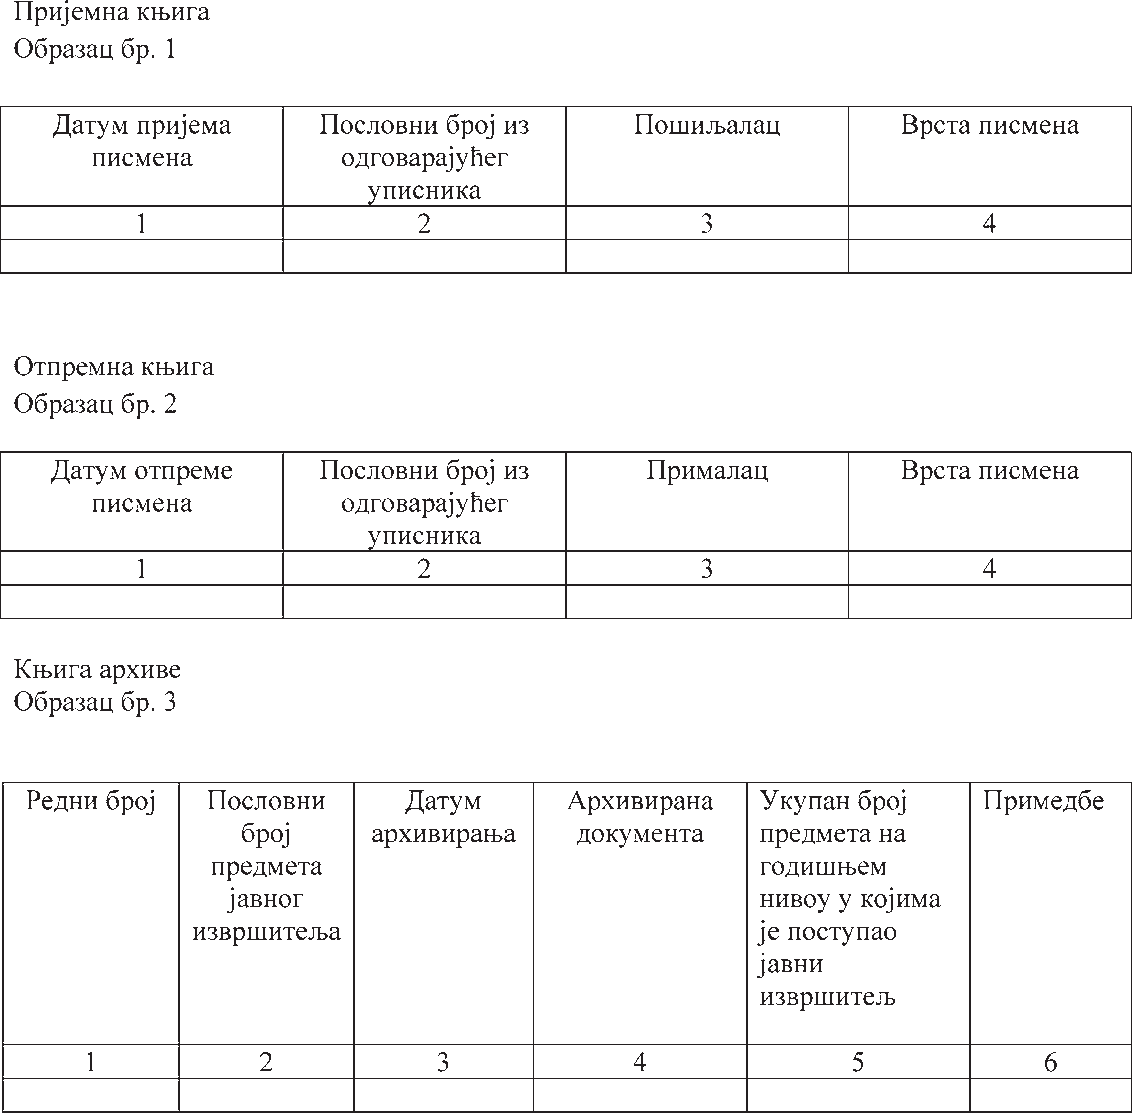 Пријемна књига
Образац бр. 1
Датум пријема писмена
Пословни број из одговарајућег уписника
Пошиљалац
Врста писмена
1 2 3 4
Отпремна књига
Образац бр. 2
Датум отпреме писмена
Пословни број из одговарајућег уписника
Прималац
Врста писмена
1 2 3 4
Књига архиве
Образац бр. 3
Редни број
Пословни број предмета јавног извршитеља
Датум архивирања
Архивирана документа
Укупан број предмета на годишњем нивоу у којима је поступао јавни извршитељ
Примедбе
1 2 3 4 5 6